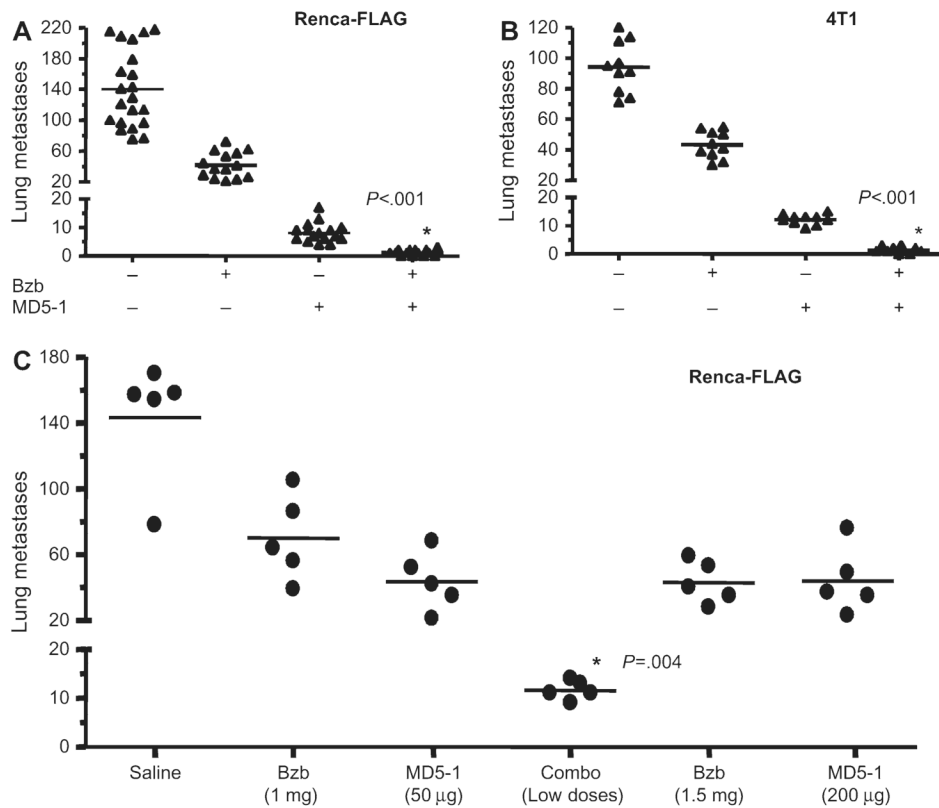 A
Renca-FLAG
220
180
140
100
60
20
20
10
0
Lung metastases
P<.001
*
Bzb
– + – +
MD5-1
– – + +
B
4T1
120
100
80
60
40
20
20
10
0
Lung metastases
P<.001
*
– + – +
– – + +
C
Renca-FLAG
180
140
100
60
20
20
10
0
Lung metastases
* P=.004
Saline Bzb MD5-1 Combo Bzb MD5-1
(1 mg) (50 µg) (Low doses) (1.5 mg) (200 µg)